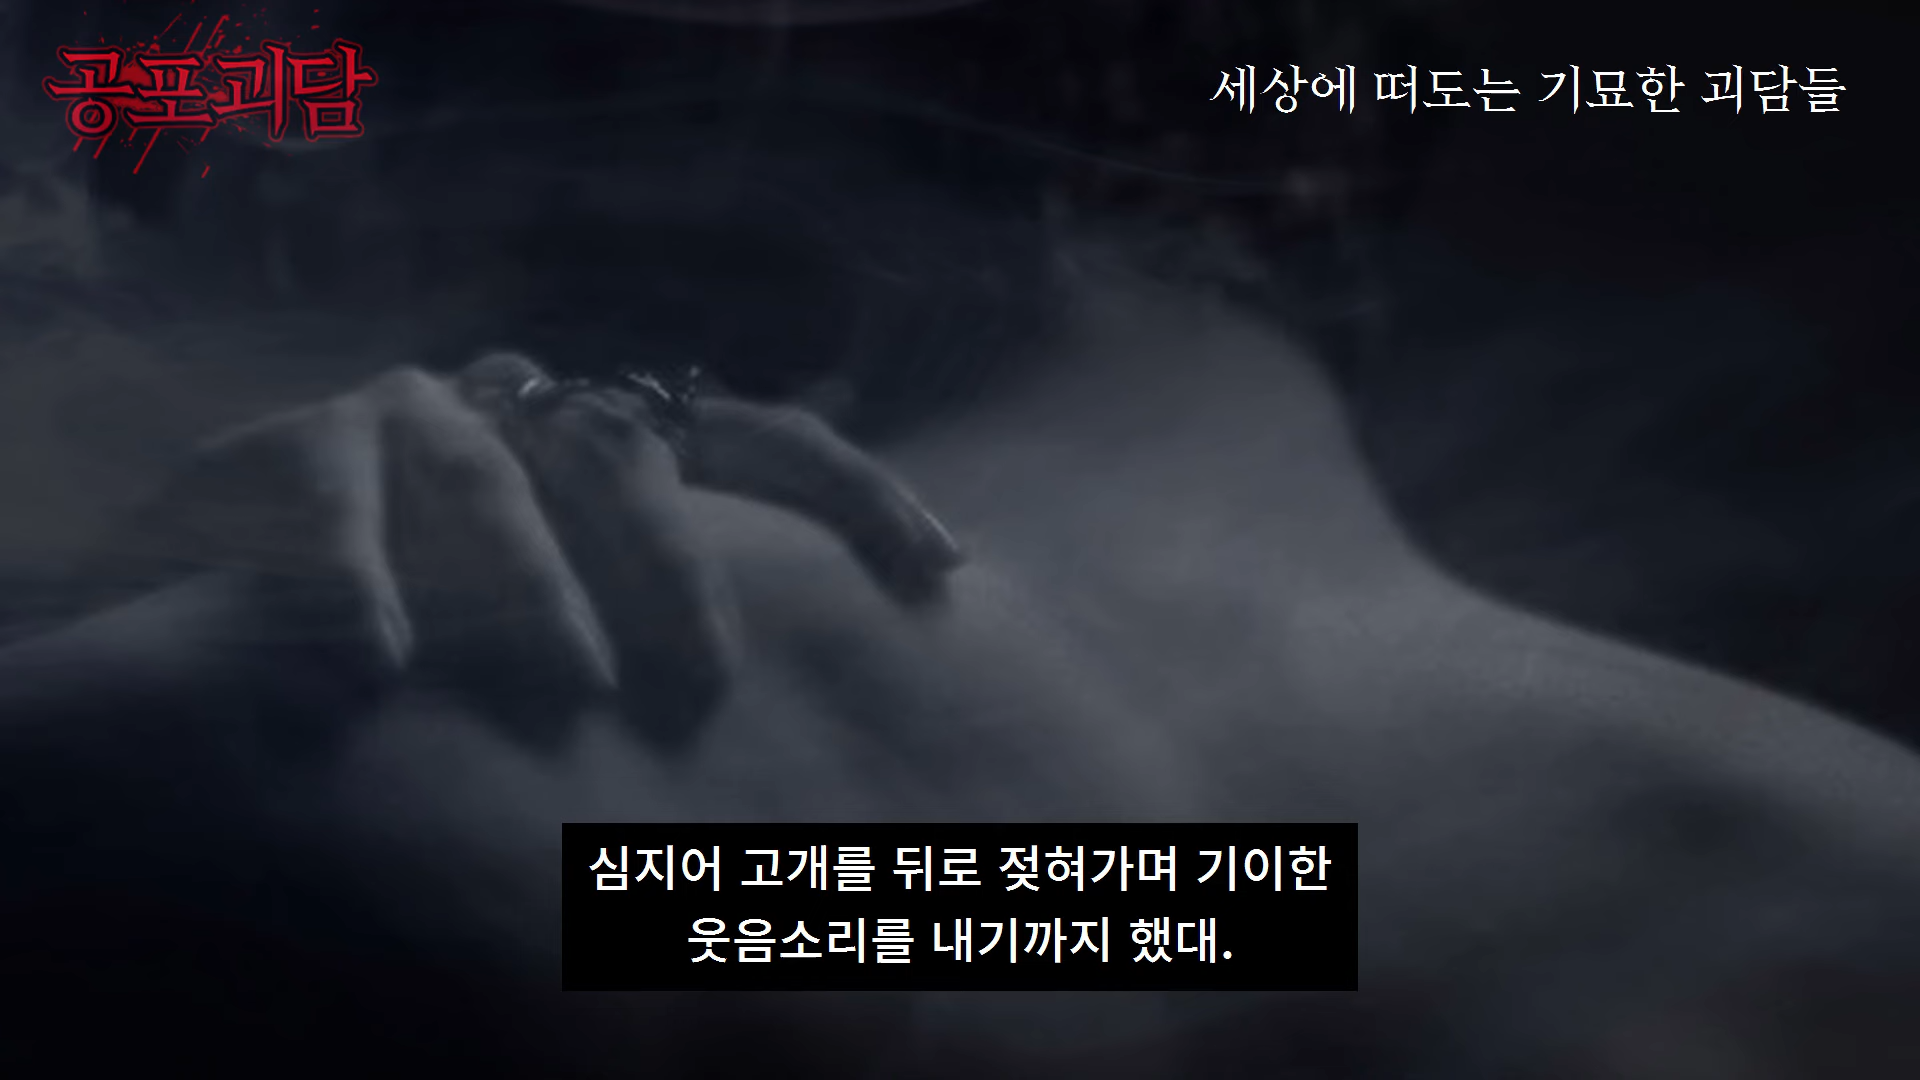 공포괴담
세상에 떠도는 기묘한 괴담들
심지어 고개를 뒤로 젖혀가며 기이한
웃음소리를 내기까지 했대.